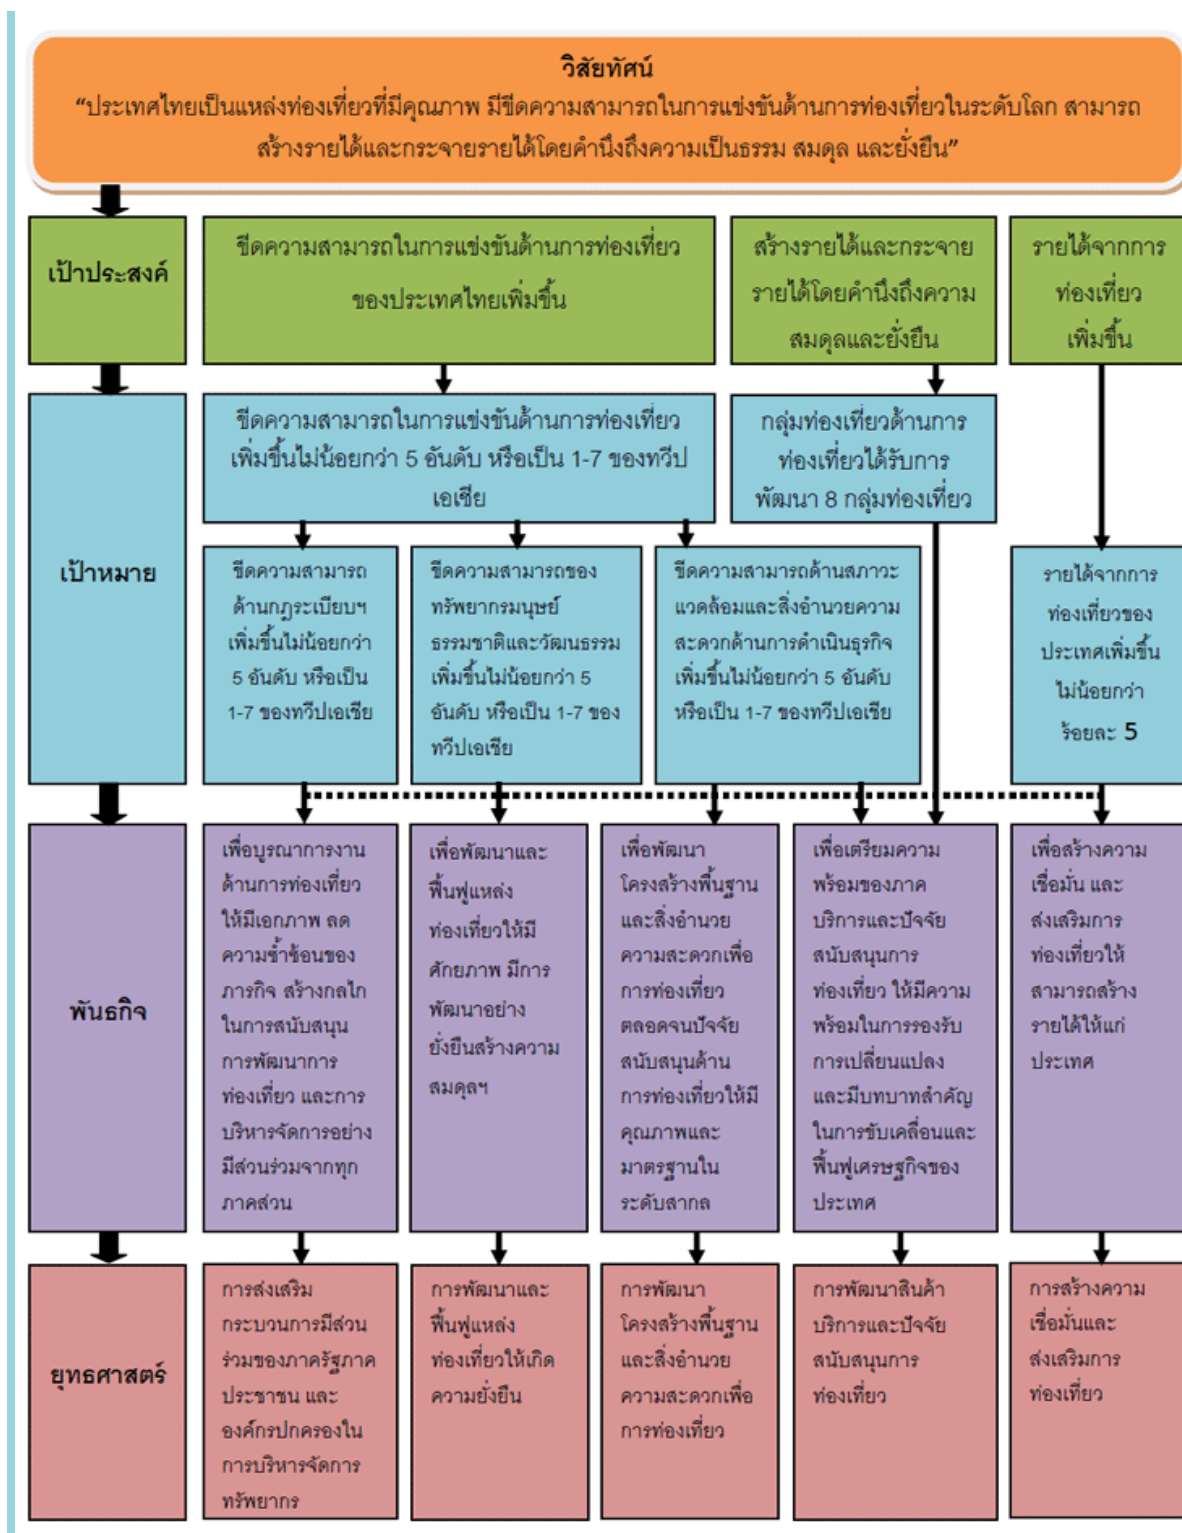 วิสัยทัศน์
“ประเทศไทยเป็นแหล่งท่องเที่ยวที่มีคุณภาพ มีขีดความสามารถในการแข่งขันด้านการท่องเที่ยวในระดับโลก สามารถ
สร้างรายได้และกระจายรายได้โดยคำนึงถึงความเป็นธรรม สมดุล และยั่งยืน”
เป้าประสงค์
ขีดความสามารถในการแข่งขันด้านการท่องเที่ยว
ของประเทศไทยเพิ่มขึ้น
สร้างรายได้และกระจาย
รายได้โดยคำนึงถึงความ
สมดุลและยั่งยืน
รายได้จากการ
ท่องเที่ยว
เพิ่มขึ้น
เป้าหมาย
ขีดความสามารถในการแข่งขันด้านการท่องเที่ยว
เพิ่มขึ้นไม่น้อยกว่า 5 อันดับ หรือเป็น 1-7 ของทวีป
เอเชีย
กลุ่มท่องเที่ยวด้านการ
ท่องเที่ยวได้รับการ
พัฒนา 8 กลุ่มท่องเที่ยว
ขีดความสามารถ
ด้านกฎระเบียบฯ
เพิ่มขึ้นไม่น้อยกว่า
5 อันดับ หรือเป็น
1-7 ของทวีปเอเชีย
ขีดความสามารถของ
ทรัพยากรมนุษย์
ธรรมชาติและวัฒนธรรม
เพิ่มขึ้นไม่น้อยกว่า 5
อันดับ หรือเป็น 1-7 ของ
ทวีปเอเชีย
ขีดความสามารถด้านสภาวะ
แวดล้อมและสิ่งอำนวยความ
สะดวกด้านการดำเนินธุรกิจ
เพิ่มขึ้นไม่น้อยกว่า 5 อันดับ
หรือเป็น 1-7 ของทวีปเอเชีย
รายได้จากการ
ท่องเที่ยวของ
ประเทศเพิ่มขึ้น
ไม่น้อยกว่า
ร้อยละ 5
พันธกิจ
เพื่อบูรณาการงาน
ด้านการท่องเที่ยว
ให้มีเอกภาพ ลด
ความซ้ำซ้อนของ
ภารกิจ สร้างกลไก
ในการสนับสนุน
การพัฒนาการ
ท่องเที่ยว และการ
บริหารจัดการอย่าง
มีส่วนร่วมจากทุก
ภาคส่วน
เพื่อพัฒนาและ
ฟื้นฟูแหล่ง
ท่องเที่ยวให้มี
ศักยภาพ มีการ
พัฒนาอย่าง
ยั่งยืนสร้างความ
สมดุลฯ
เพื่อพัฒนา
โครงสร้างพื้นฐาน
และสิ่งอำนวย
ความสะดวกเพื่อ
การท่องเที่ยว
ตลอดจนปัจจัย
สนับสนุนด้าน
การท่องเที่ยวให้มี
คุณภาพและ
มาตรฐานใน
ระดับสากล
เพื่อเตรียมความ
พร้อมของภาค
บริการและปัจจัย
สนับสนุนการ
ท่องเที่ยว ให้มีความ
พร้อมในการรองรับ
การเปลี่ยนแปลง
และมีบทบาทสำคัญ
ในการขับเคลื่อนและ
ฟื้นฟูเศรษฐกิจของ
ประเทศ
เพื่อสร้างความ
เชื่อมั่น และ
ส่งเสริมการ
ท่องเที่ยวให้
สามารถสร้าง
รายได้ให้แก่
ประเทศ
ยุทธศาสตร์
การส่งเสริม
กระบวนการมีส่วน
ร่วมของภาครัฐภาค
ประชาชน และ
องค์กรปกครองใน
การบริหารจัดการ
ทรัพยากร
การพัฒนาและ
ฟื้นฟูแหล่ง
ท่องเที่ยวให้เกิด
ความยั่งยืน
การพัฒนา
โครงสร้างพื้นฐาน
และสิ่งอำนวย
ความสะดวกเพื่อ
การท่องเที่ยว
การพัฒนาสินค้า
บริการและปัจจัย
สนับสนุนการ
ท่องเที่ยว
การสร้างความ
เชื่อมั่นและ
ส่งเสริมการ
ท่องเที่ยว